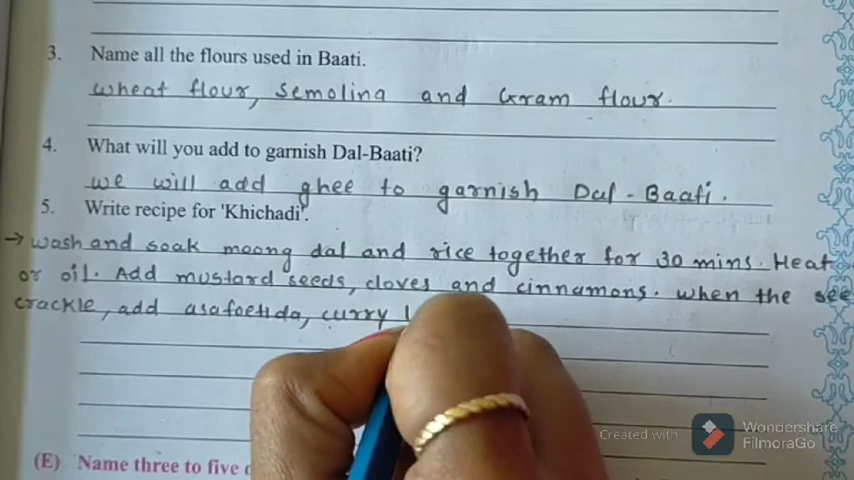 3. Name all the flours used in Baati.
wheat flour, semolina and Gram flour.
4. What will you add to garnish Dal-Baati?
we will add ghee to garnish Dal - Baati.
5. Write recipe for 'Khichadi'.
→ wash and soak moong dal and rice together for 30 mins. Heat
or oil. Add mustard seeds, cloves and cinnamons. when the see
crackle, add asafoetida, curry l
(E) Name three to five
Created with Wondershare FilmoraGo